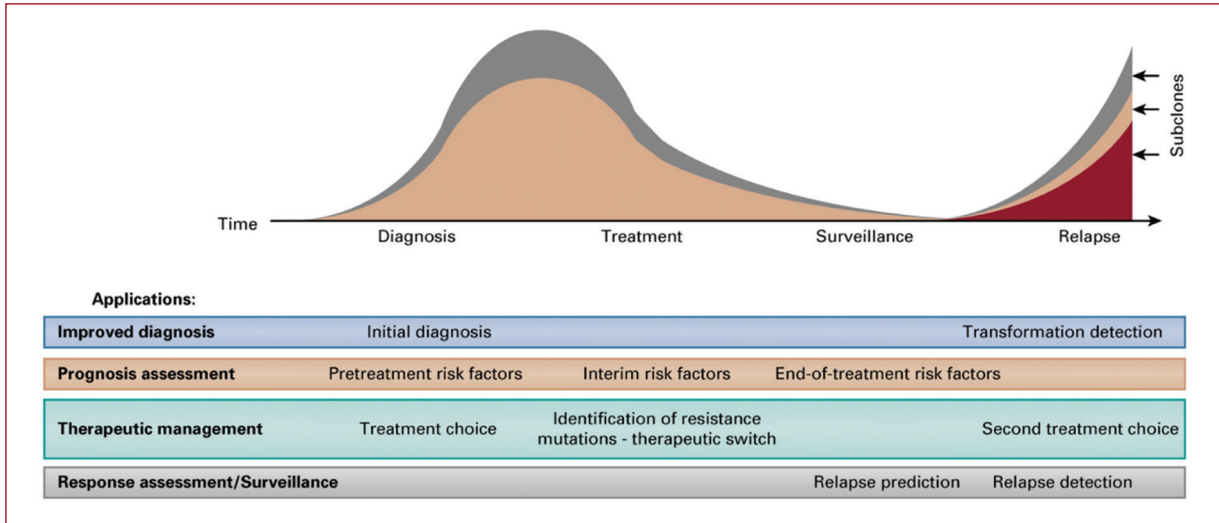 Subclones
Time
Diagnosis Treatment Surveillance Relapse
Applications:
Improved diagnosis Initial diagnosis Transformation detection
Prognosis assessment Pretreatment risk factors Interim risk factors End-of-treatment risk factors
Therapeutic management Treatment choice Identification of resistance
mutations - therapeutic switch Second treatment choice
Response assessment/Surveillance Relapse prediction Relapse detection